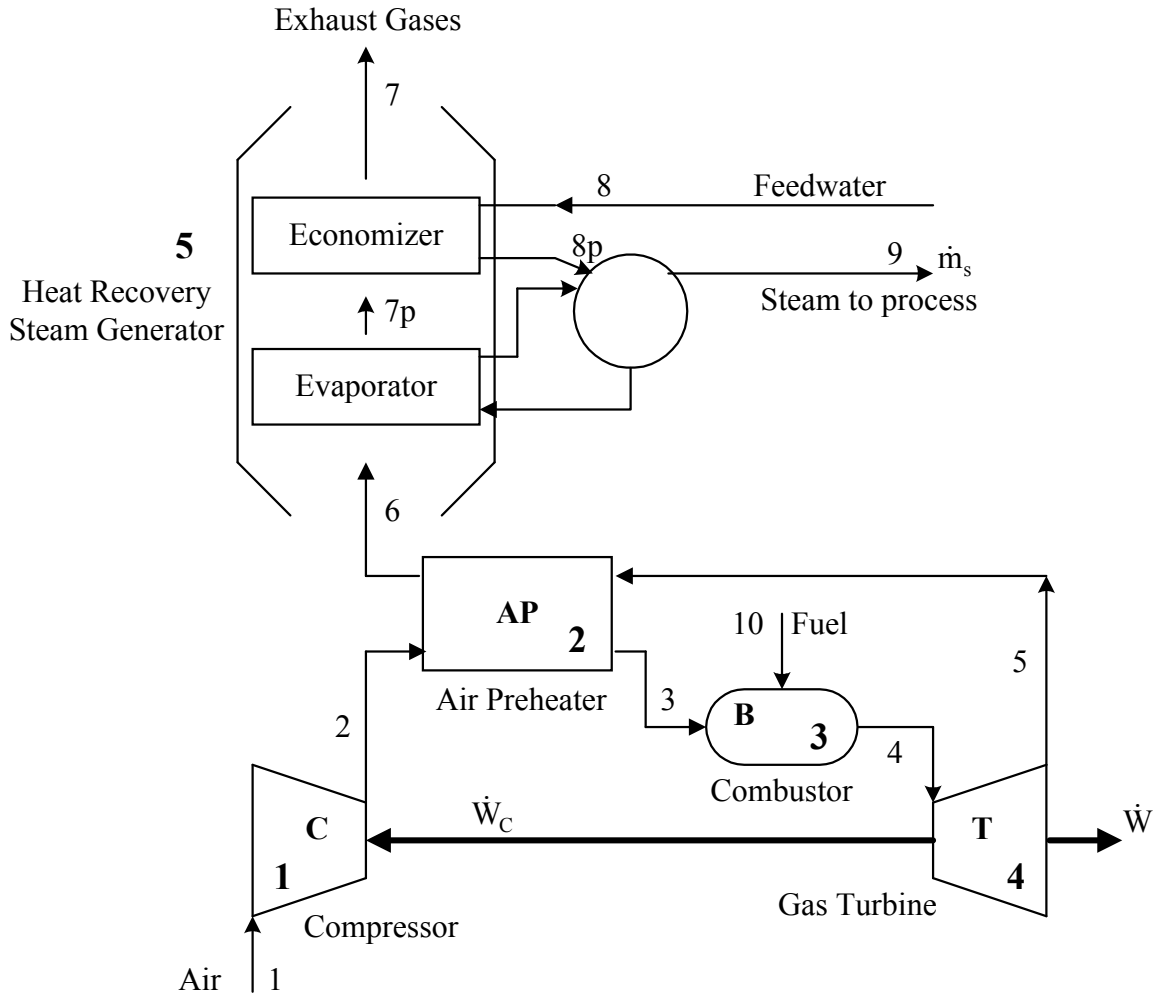 Exhaust Gases
7
8
Feedwater
Economizer
5
8p
9
ṁs
Heat Recovery
Steam Generator
7p
Steam to process
Evaporator
6
AP
2
10
Fuel
5
Air Preheater
3
B
3
2
4
Combustor
ẆC
Ẇ
C
T
1
4
Gas Turbine
Compressor
Air
1